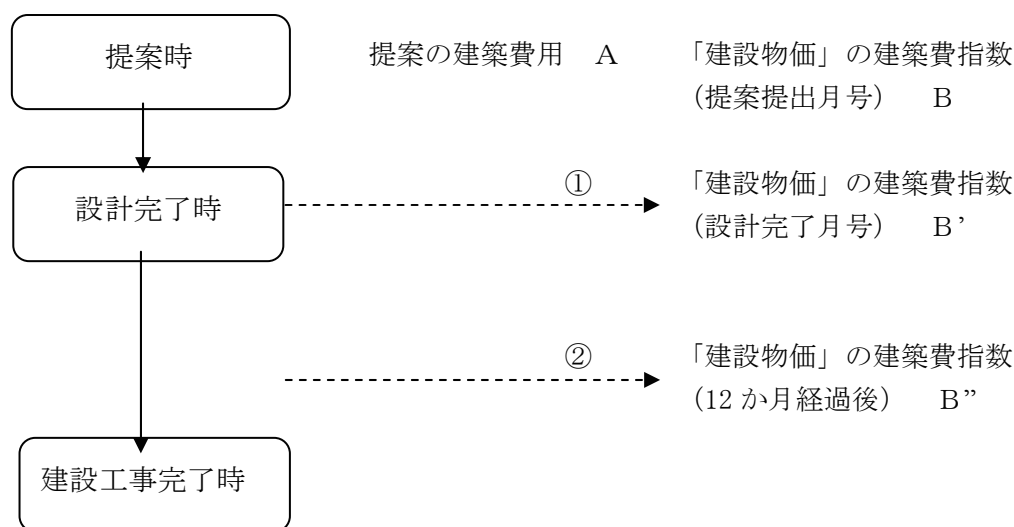 提案時
提案の建築費用 A
「建設物価」の建築費指数
(提案提出月号) B
設計完了時
①
「建設物価」の建築費指数
(設計完了月号) B’
②
「建設物価」の建築費指数
(12か月経過後) B”
建設工事完了時